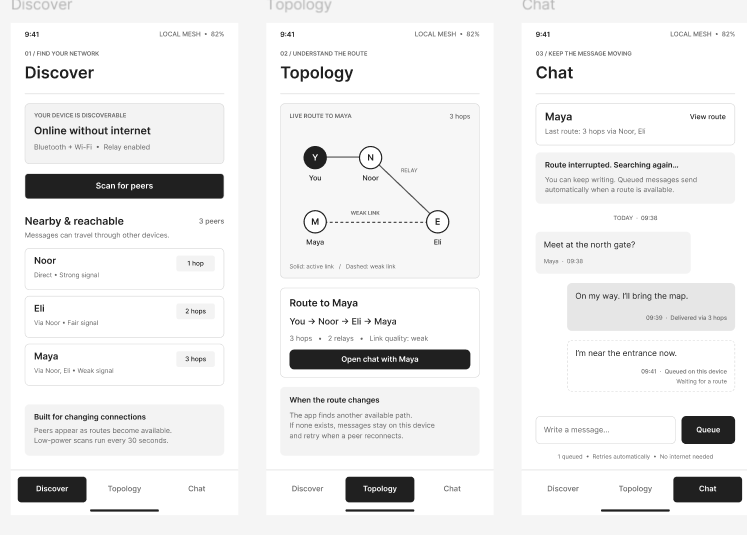 Discover
9:41
LOCAL MESH • 82%
01 / FIND YOUR NETWORK
Discover
YOUR DEVICE IS DISCOVERABLE
Online without internet
Bluetooth + Wi-Fi • Relay enabled
Scan for peers
Nearby & reachable
3 peers
Messages can travel through other devices.
Noor
Direct • Strong signal
1 hop
Eli
Via Noor • Fair signal
2 hops
Maya
Via Noor, Eli • Weak signal
3 hops
Built for changing connections
Peers appear as routes become available.
Low-power scans run every 30 seconds.
Discover
Topology
Chat
Topology
9:41
LOCAL MESH • 82%
02 / UNDERSTAND THE ROUTE
Topology
LIVE ROUTE TO MAYA
3 hops
Y
N
You
Noor
RELAY
WEAK LINK
M
E
Maya
Eli
Solid: active link / Dashed: weak link
Route to Maya
You → Noor → Eli → Maya
3 hops • 2 relays • Link quality: weak
Open chat with Maya
When the route changes
The app finds another available path.
If none exists, messages stay on this device
and retry when a peer reconnects.
Discover
Topology
Chat
Chat
9:41
LOCAL MESH • 82%
03 / KEEP THE MESSAGE MOVING
Chat
Maya
View route
Last route: 3 hops via Noor, Eli
Route interrupted. Searching again...
You can keep writing. Queued messages send
automatically when a route is available.
TODAY · 09:38
Meet at the north gate?
Maya · 09:38
On my way. I'll bring the map.
09:39 · Delivered via 3 hops
I'm near the entrance now.
09:41 · Queued on this device
Waiting for a route
Write a message...
Queue
1 queued • Retries automatically • No internet needed
Discover
Topology
Chat